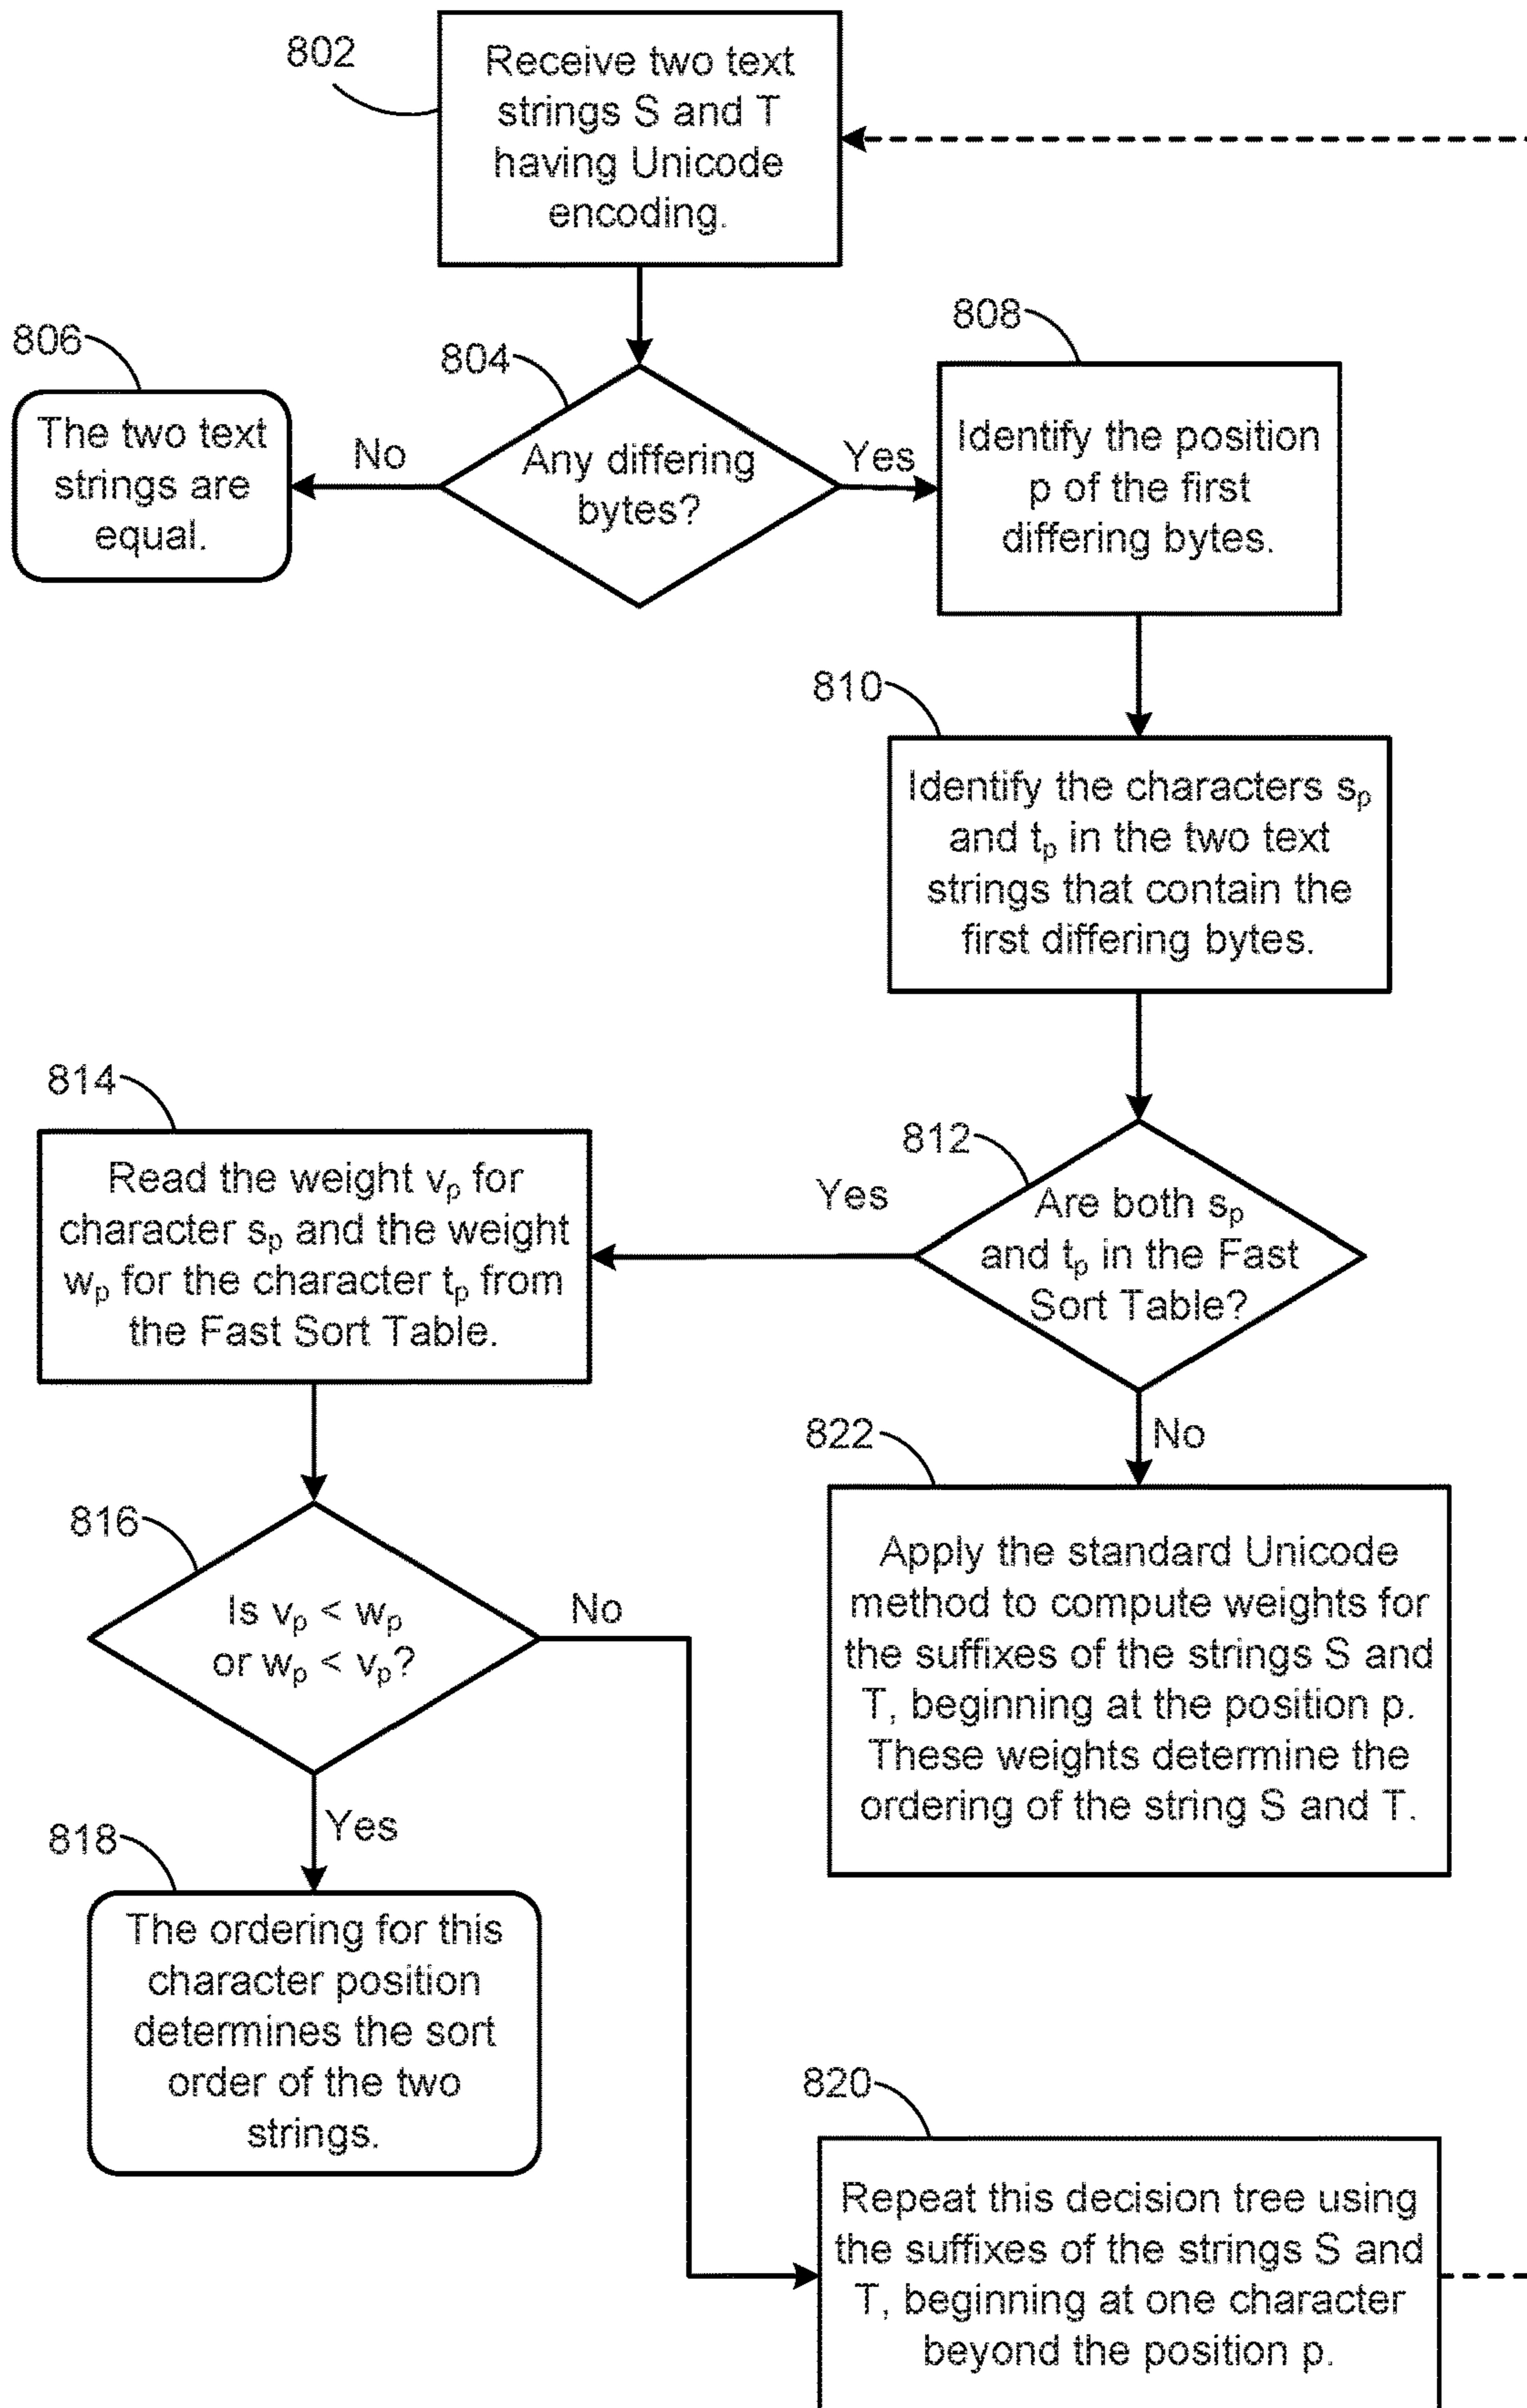 802
Receive two text
strings S and T
having Unicode
encoding.
806
The two text
strings are
equal.
No
804
Any differing
bytes?
Yes
808
Identify the position
p of the first
differing bytes.
810
Identify the characters sₚ
and tₚ in the two text
strings that contain the
first differing bytes.
812
Are both sₚ
and tₚ in the Fast
Sort Table?
Yes
814
Read the weight vₚ for
character sₚ and the weight
wₚ for the character tₚ from
the Fast Sort Table.
No
822
Apply the standard Unicode
method to compute weights for
the suffixes of the strings S and
T, beginning at the position p.
These weights determine the
ordering of the string S and T.
816
Is vₚ < wₚ
or wₚ < vₚ?
No
Yes
818
The ordering for this
character position
determines the sort
order of the two
strings.
820
Repeat this decision tree using
the suffixes of the strings S and
T, beginning at one character
beyond the position p.